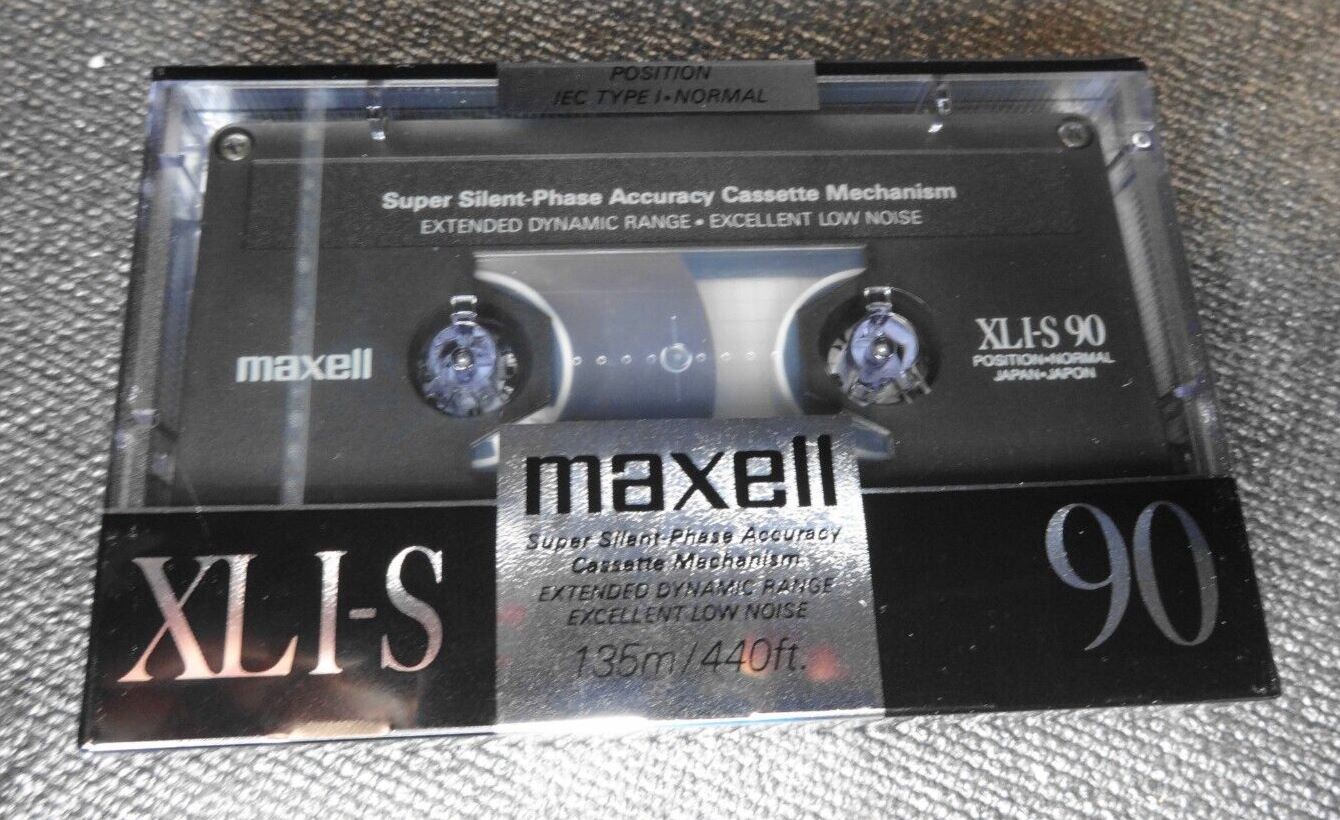 POSITION
IEC TYPE I•NORMAL
Super Silent-Phase Accuracy Cassette Mechanism
EXTENDED DYNAMIC RANGE • EXCELLENT LOW NOISE
maxell
XLI-S 90
POSITION•NORMAL
JAPAN•JAPON
maxell
Super Silent-Phase Accuracy
Cassette Mechanism
EXTENDED DYNAMIC RANGE
EXCELLENT LOW NOISE
135m/440ft.
XLI-S
90